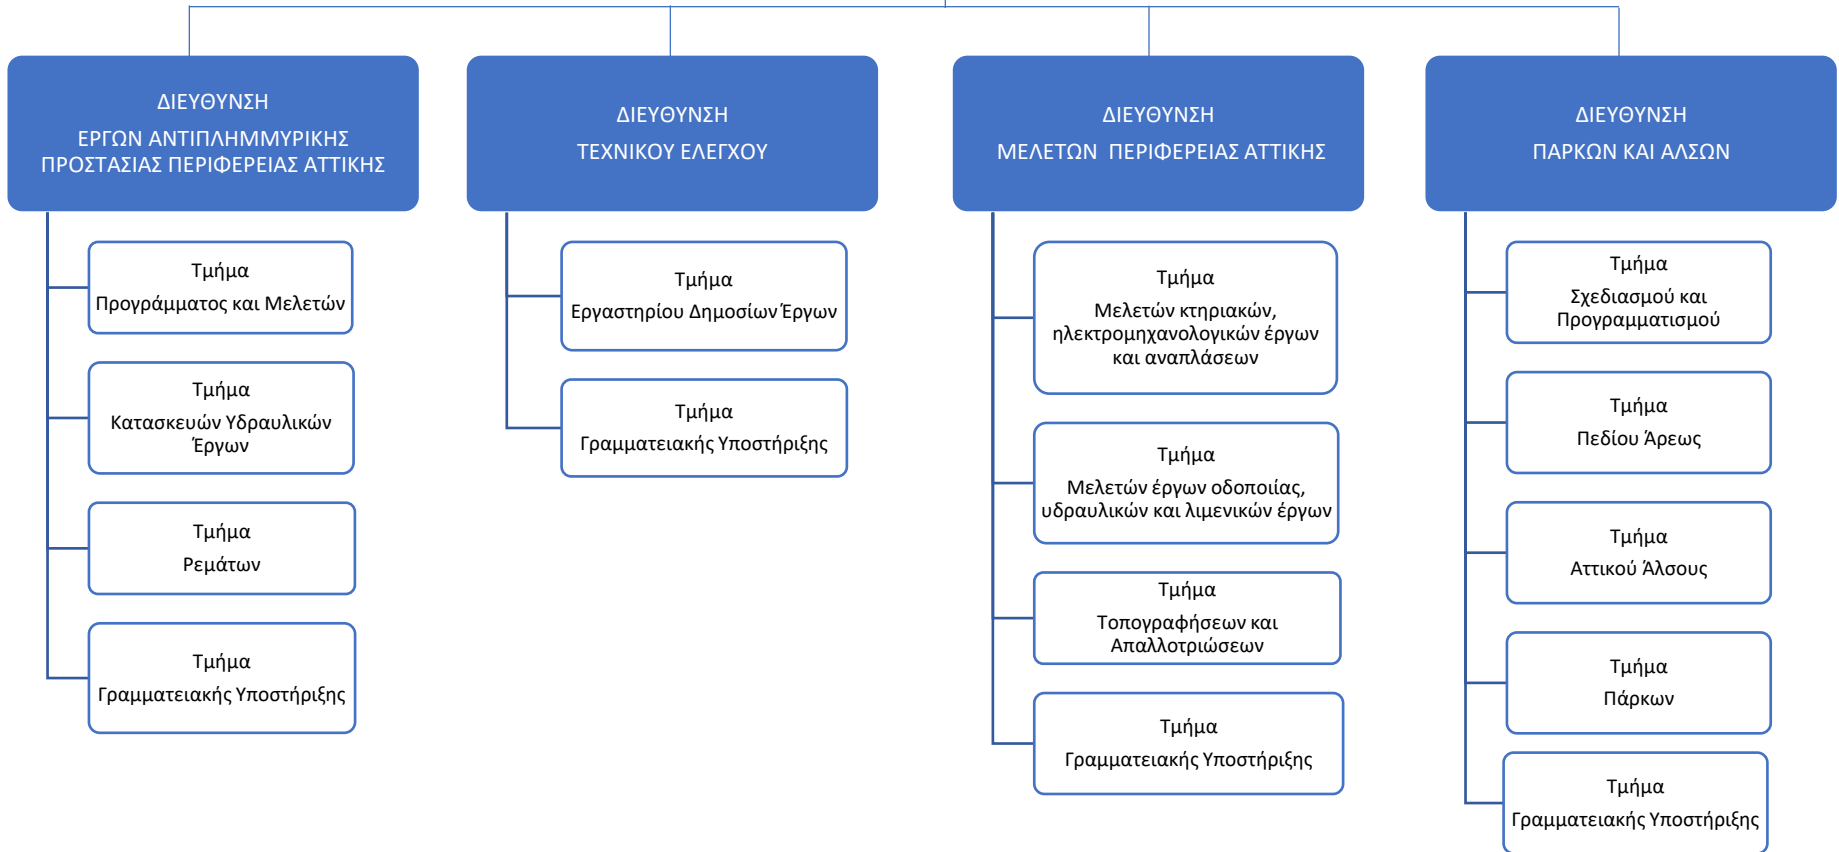 ΔΙΕΥΘΥΝΣΗ
ΕΡΓΩΝ ΑΝΤΙΠΛΗΜΜΥΡΙΚΗΣ
ΠΡΟΣΤΑΣΙΑΣ ΠΕΡΙΦΕΡΕΙΑΣ ΑΤΤΙΚΗΣ
Τμήμα
Προγράμματος και Μελετών
Τμήμα
Κατασκευών Υδραυλικών
Έργων
Τμήμα
Ρεμάτων
Τμήμα
Γραμματειακής Υποστήριξης
ΔΙΕΥΘΥΝΣΗ
ΤΕΧΝΙΚΟΥ ΕΛΕΓΧΟΥ
Τμήμα
Εργαστηρίου Δημοσίων Έργων
Τμήμα
Γραμματειακής Υποστήριξης
ΔΙΕΥΘΥΝΣΗ
ΜΕΛΕΤΩΝ ΠΕΡΙΦΕΡΕΙΑΣ ΑΤΤΙΚΗΣ
Τμήμα
Μελετών κτηριακών,
ηλεκτρομηχανολογικών έργων
και αναπλάσεων
Τμήμα
Μελετών έργων οδοποιίας,
υδραυλικών και λιμενικών έργων
Τμήμα
Τοπογραφήσεων και
Απαλλοτριώσεων
Τμήμα
Γραμματειακής Υποστήριξης
ΔΙΕΥΘΥΝΣΗ
ΠΑΡΚΩΝ ΚΑΙ ΑΛΣΩΝ
Τμήμα
Σχεδιασμού και
Προγραμματισμού
Τμήμα
Πεδίου Άρεως
Τμήμα
Αττικού Άλσους
Τμήμα
Πάρκων
Τμήμα
Γραμματειακής Υποστήριξης